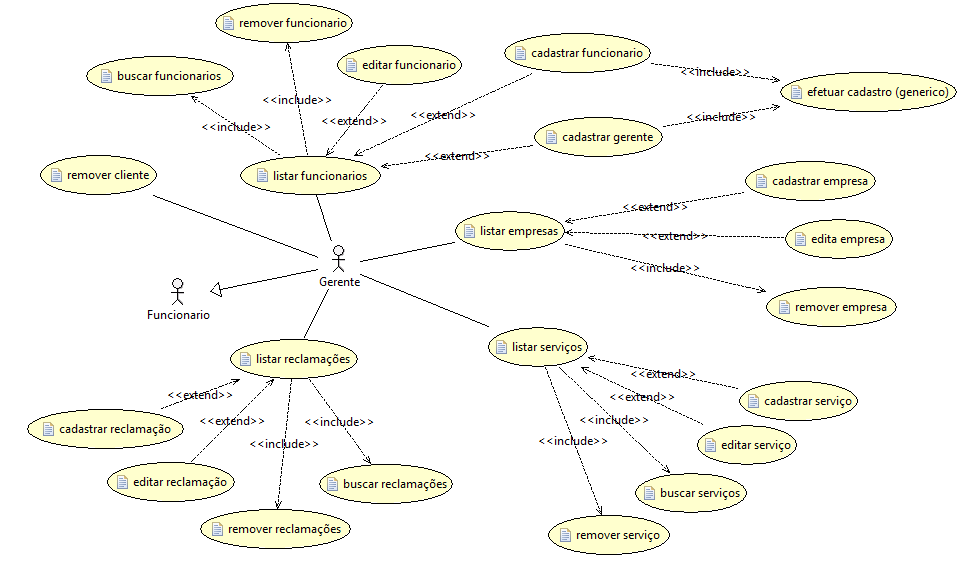 remover funcionario
editar funcionario
cadastrar funcionario
buscar funcionarios
<<include>>
efetuar cadastro (generico)
<<include>>
<<extend>>
<<extend>>
<<include>>
<<include>>
cadastrar gerente
<<extend>>
remover cliente
listar funcionarios
cadastrar empresa
<<extend>>
listar empresas
<<extend>>
edita empresa
<<include>>
Gerente
remover empresa
Funcionario
listar serviços
listar reclamações
<<extend>>
<<extend>>
cadastrar serviço
<<extend>>
<<extend>>
<<include>>
<<include>>
cadastrar reclamação
<<include>>
<<include>>
editar serviço
editar reclamação
buscar reclamações
buscar serviços
remover reclamações
remover serviço